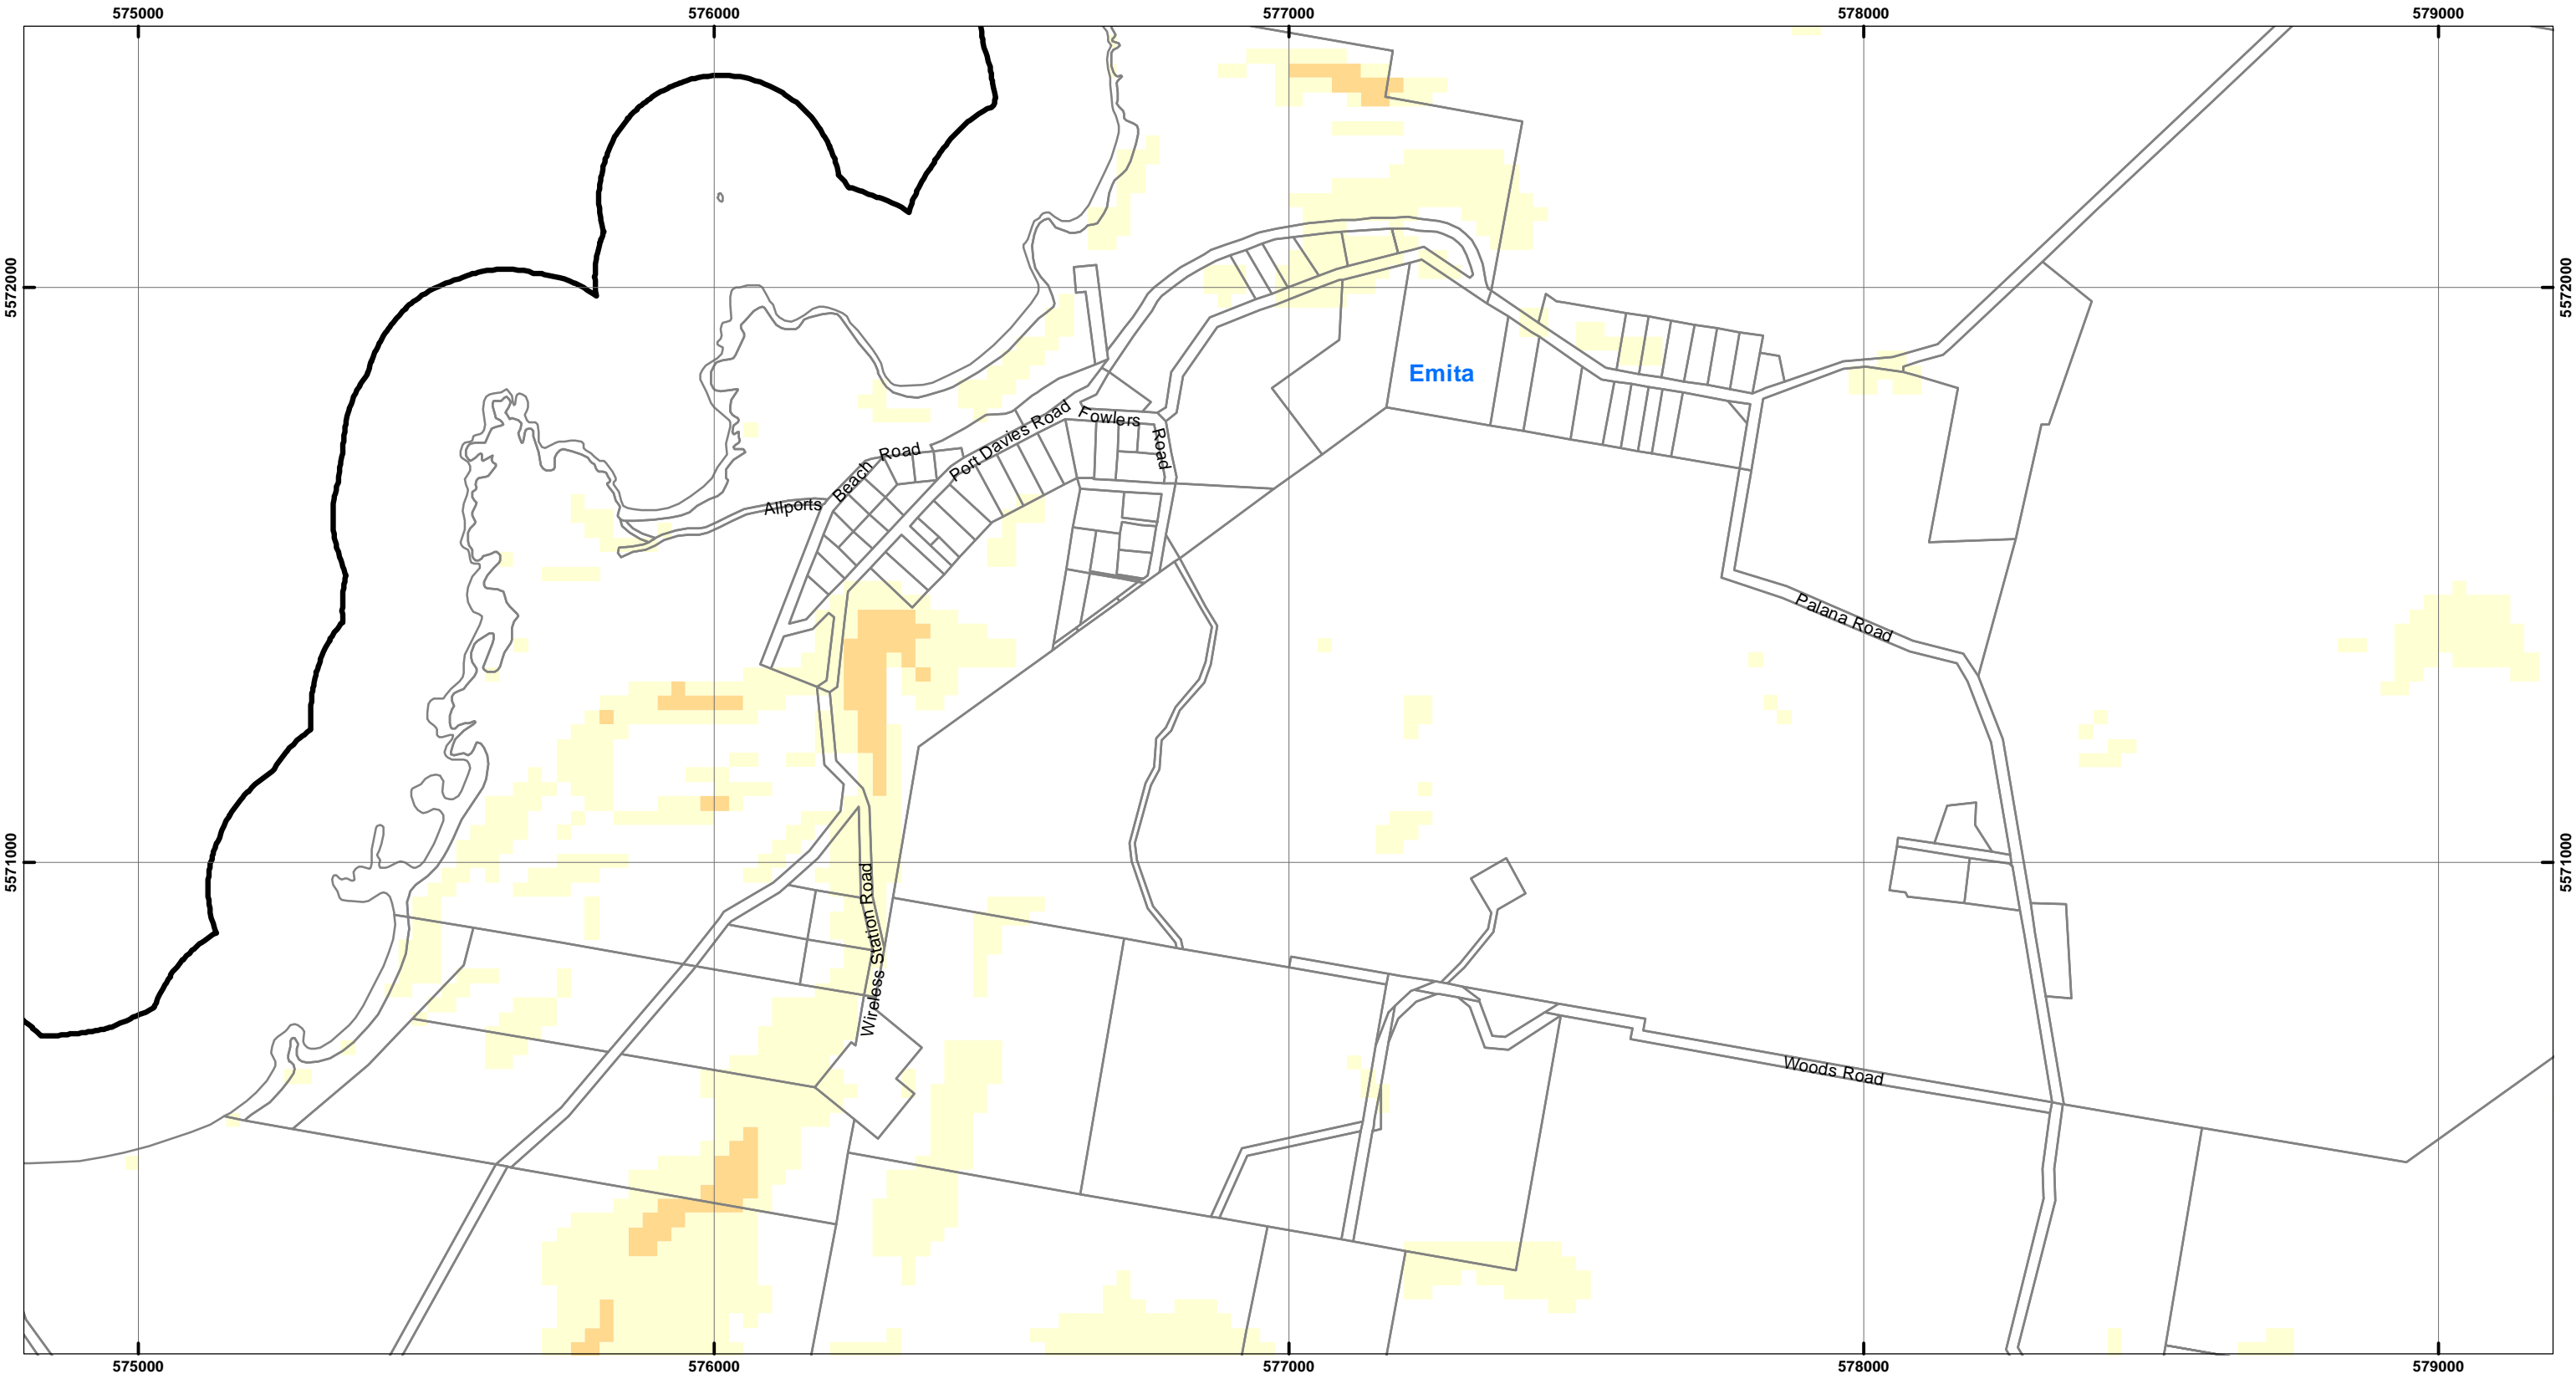 575000
576000
577000
578000
579000
5572000
5572000
Emita
Fowlers
Road
Port Davies Road
Beach Road
Allports
Palana Road
5571000
5571000
Wireless Station Road
Woods Road
575000
576000
577000
578000
579000